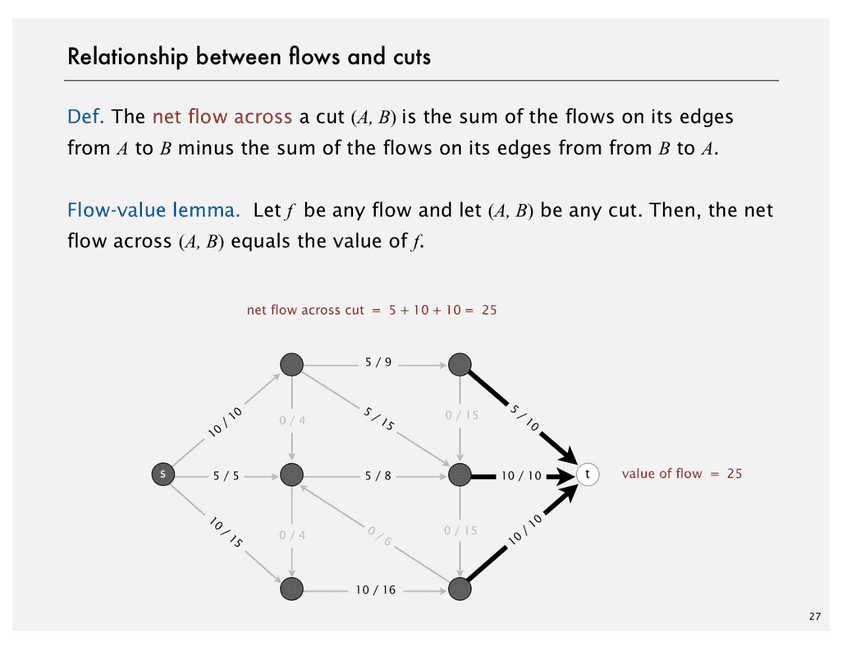 Relationship between flows and cuts
Def. The net flow across a cut (A, B) is the sum of the flows on its edges
from A to B minus the sum of the flows on its edges from from B to A.
Flow-value lemma. Let f be any flow and let (A, B) be any cut. Then, the net
flow across (A, B) equals the value of f.
net flow across cut = 5 + 10 + 10 = 25
5 / 9
10 / 10
0 / 4
5 / 15
0 / 15
5 / 10
s
5 / 5
5 / 8
10 / 10
t
value of flow = 25
10 / 15
0 / 4
0 / 6
0 / 15
10 / 10
10 / 16
27